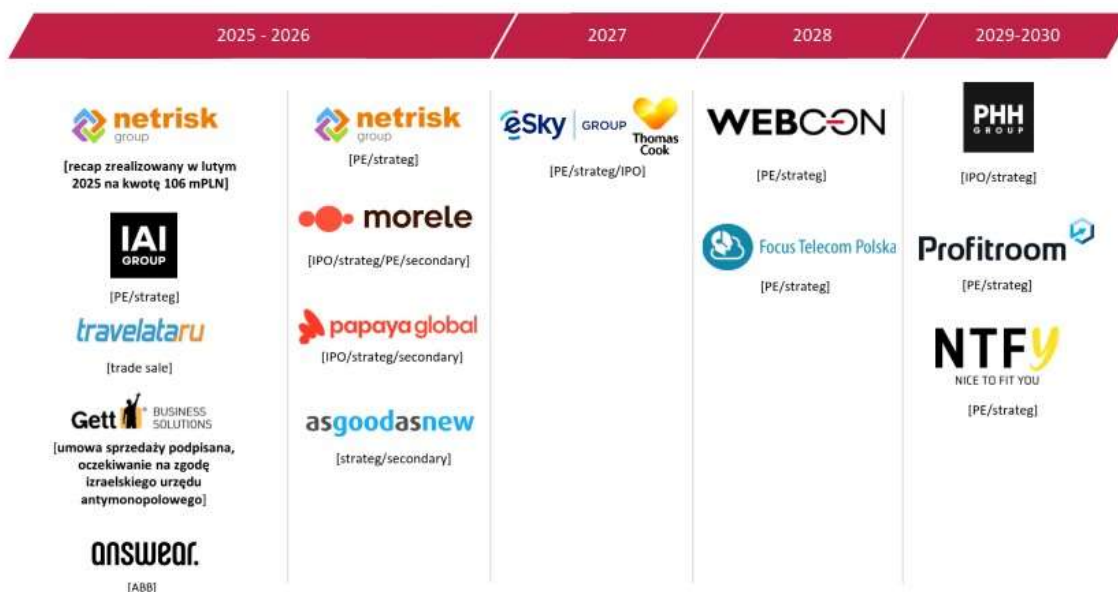 2025 - 2026
2027
2028
2029-2030
netrisk
group
[recap zrealizowany w lutym
2025 na kwotę 106 mPLN]
IAI
GROUP
[PE/strateg]
travelataru
[trade sale]
Gett
BUSINESS
SOLUTIONS
[umowa sprzedaży podpisana,
oczekiwanie na zgodę
izraelskiego urzędu
antymonopolowego]
answear.
[ABB]
netrisk
group
[PE/strateg]
morele
[IPO/strateg/PE/secondary]
papaya global
[IPO/strateg/secondary]
asgoodasnew
[strateg/secondary]
eSky GROUP
Thomas
Cook
[PE/strateg/IPO]
WEBCON
[PE/strateg]
Focus Telecom Polska
[PE/strateg]
PHH
GROUP
[IPO/strateg]
Profitroom
[PE/strateg]
NTFy
NICE TO FIT YOU
[PE/strateg]